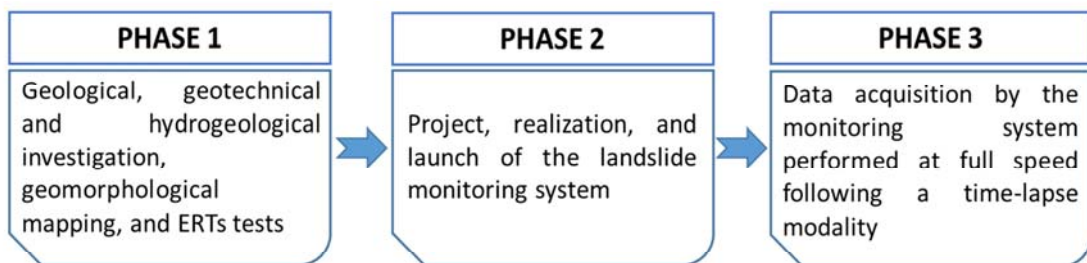 PHASE 1
Geological, geotechnical
and hydrogeological
investigation,
geomorphological
mapping, and ERTs tests
PHASE 2
Project, realization, and
launch of the landslide
monitoring system
PHASE 3
Data acquisition by the
monitoring system
performed at full speed
following a time-lapse
modality